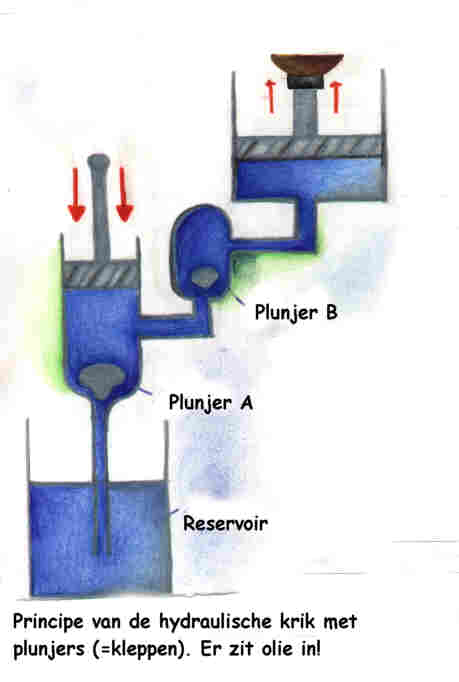 Plunjer B
Plunjer A
Reservoir
Principe van de hydraulische krik met
plunjers (=kleppen). Er zit olie in!